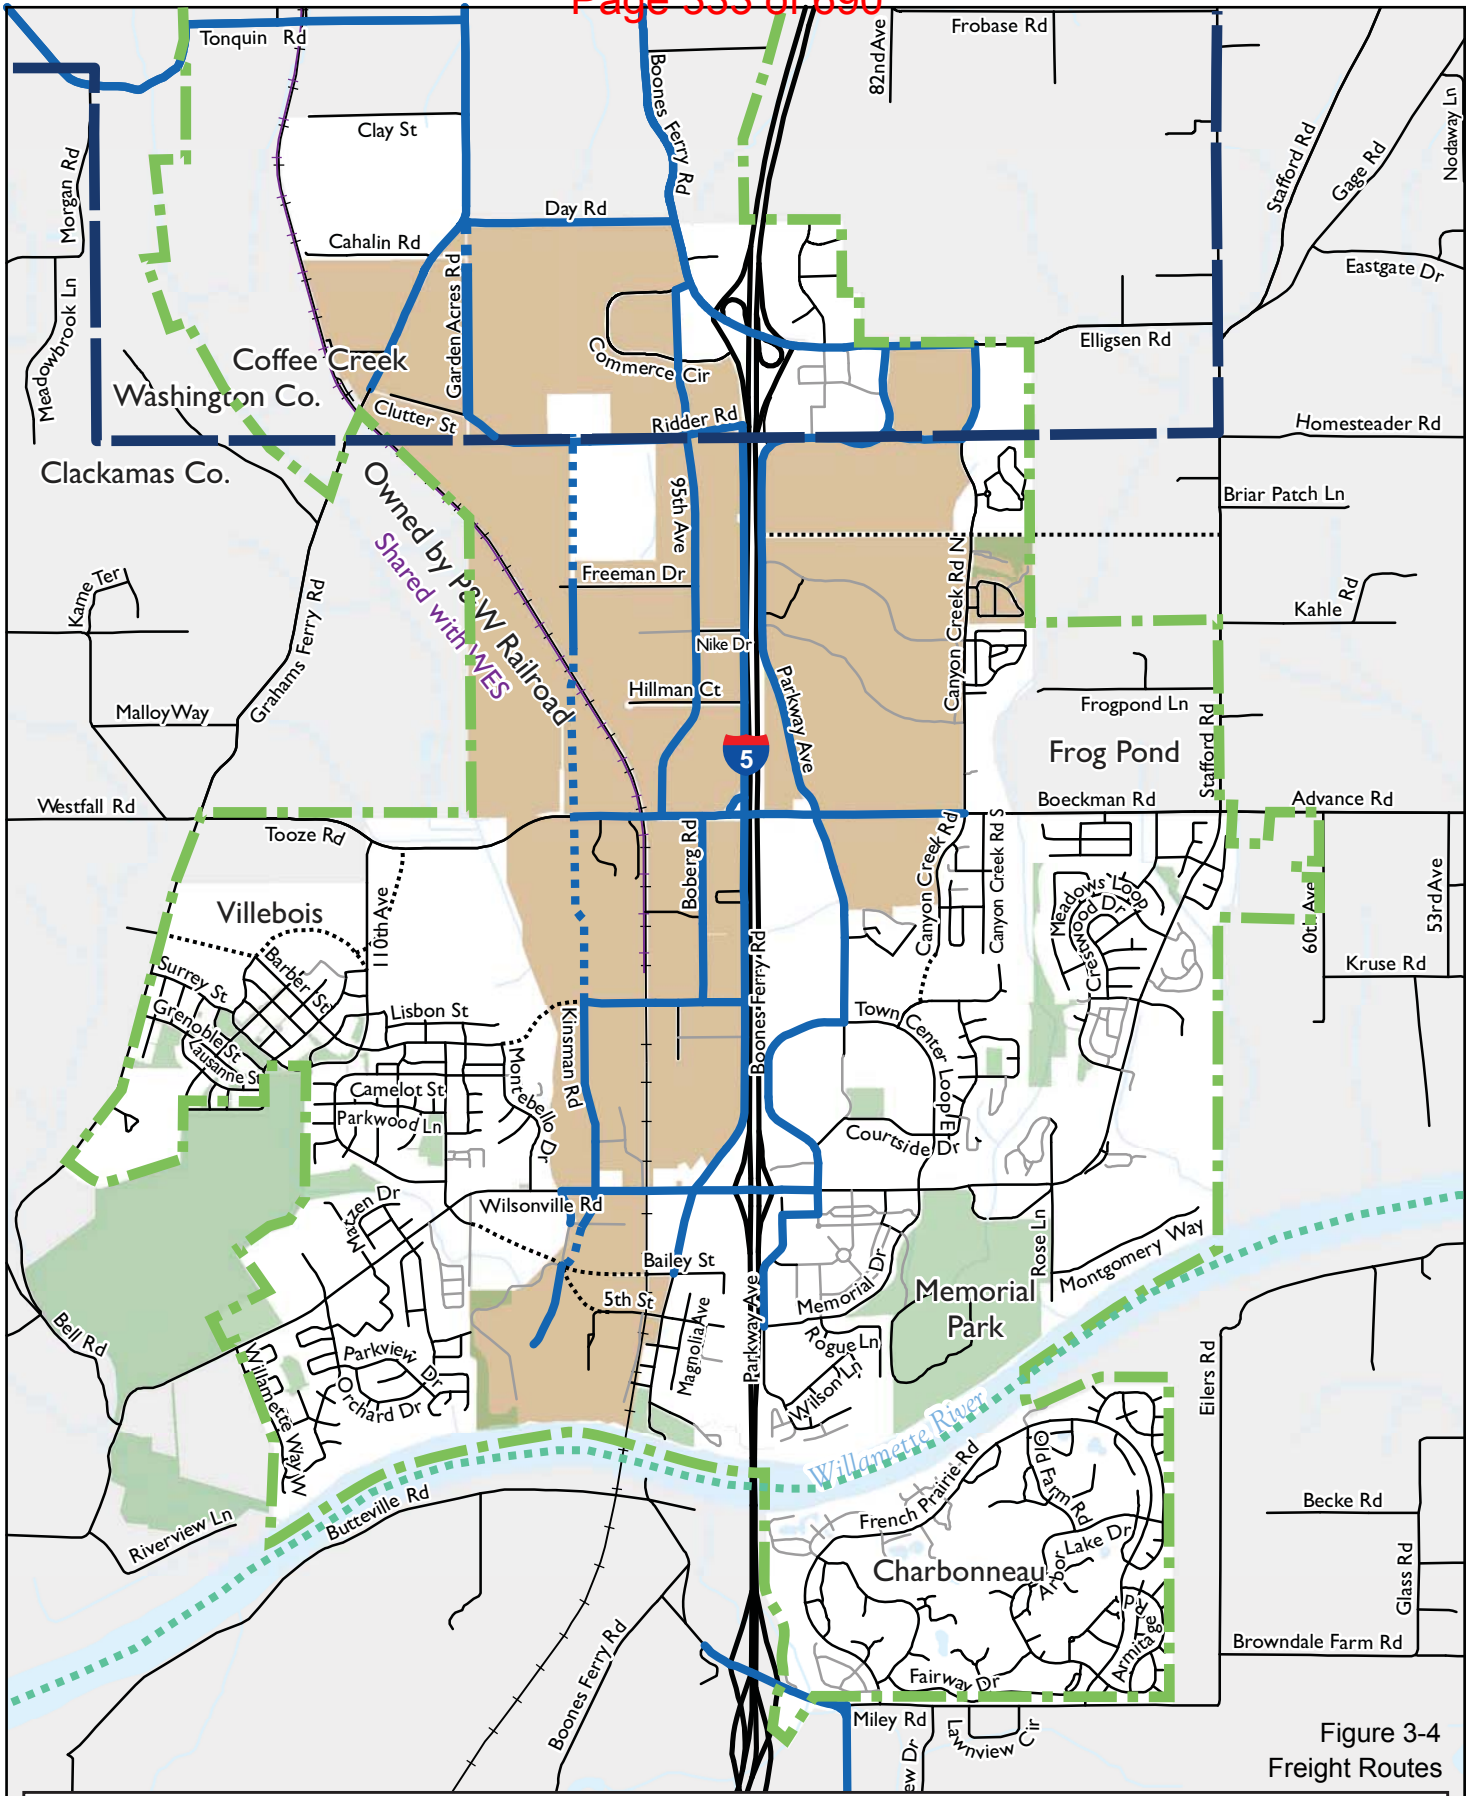 Page 333 of 890
Tonquin Rd
Boones Ferry Rd
82nd Ave
Frobase Rd
Clay St
Morgan Rd
Stafford Rd
Gage Rd
Nodaway Ln
Day Rd
Cahalin Rd
Eastgate Dr
Garden Acres Rd
Meadowbrook Ln
Commerce Cir
Elligsen Rd
Coffee Creek
Washington Co.
Clutter St
Ridder Rd
Homesteader Rd
Clackamas Co.
Owned by P&W Railroad
Shared with WES
95th Ave
Briar Patch Ln
Freeman Dr
Canyon Creek Rd N
Kame Ter
Kahle Rd
Grahams Ferry Rd
Nike Dr
Hillman Ct
Parkway Ave
Malloy Way
Frogpond Ln
Frog Pond
Stafford Rd
5
Westfall Rd
Boeckman Rd
Advance Rd
Tooze Rd
Boberg Rd
Canyon Creek Rd
Canyon Creek Rd S
Meadows Loop
Crestwood Dr
Villebois
110th Ave
60th Ave
53rd Ave
Barber St
Surrey St
Boones Ferry Rd
Kruse Rd
Grenoble St
Lausanne St
Lisbon St
Kinsman Rd
Town Center Loop E
Montebello Dr
Camelot St
Parkwood Ln
Courtside Dr
Wilsonville Rd
Matzen Dr
Rose Ln
Montgomery Way
Bailey St
Memorial Dr
Memorial
Park
5th St
Magnolia Ave
Parkway Ave
Bell Rd
Parkview Dr
Rogue Ln
Wilson Ln
Orchard Dr
Willamette Way W
Eilers Rd
Willamette River
Old Farm Rd
French Prairie Rd
Butteville Rd
Riverview Ln
Becke Rd
Arbor Lake Dr
Charbonneau
Glass Rd
Armitage Rd
Boones Ferry Rd
Browndale Farm Rd
Fairway Dr
Miley Rd
Lawnview Cir
ew Dr
Figure 3-4
Freight Routes